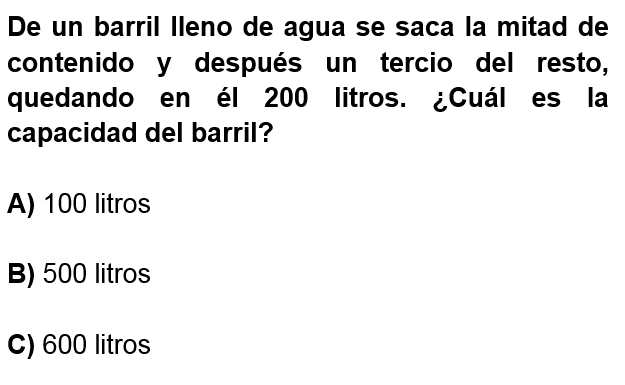 De un barril lleno de agua se saca la mitad de
contenido y después un tercio del resto,
quedando en él 200 litros. ¿Cuál es la
capacidad del barril?
A) 100 litros
B) 500 litros
C) 600 litros